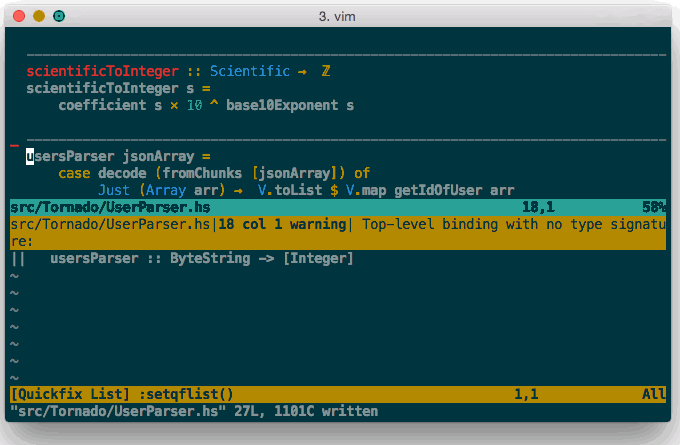 3. vim
scientificToInteger :: Scientific → ℤ
scientificToInteger s =
    coefficient s × 10 ^ base10Exponent s
usersParser jsonArray =
    case decode (fromChunks [jsonArray]) of
         Just (Array arr) → V.toList $ V.map getIdOfUser arr
src/Tornado/UserParser.hs 18,1 58%
src/Tornado/UserParser.hs|18 col 1 warning| Top-level binding with no type signatu
re:
||   usersParser :: ByteString -> [Integer]
~
~
~
~
~
~
~
[Quickfix List] :setqflist() 1,1 All
"src/Tornado/UserParser.hs" 27L, 1101C written